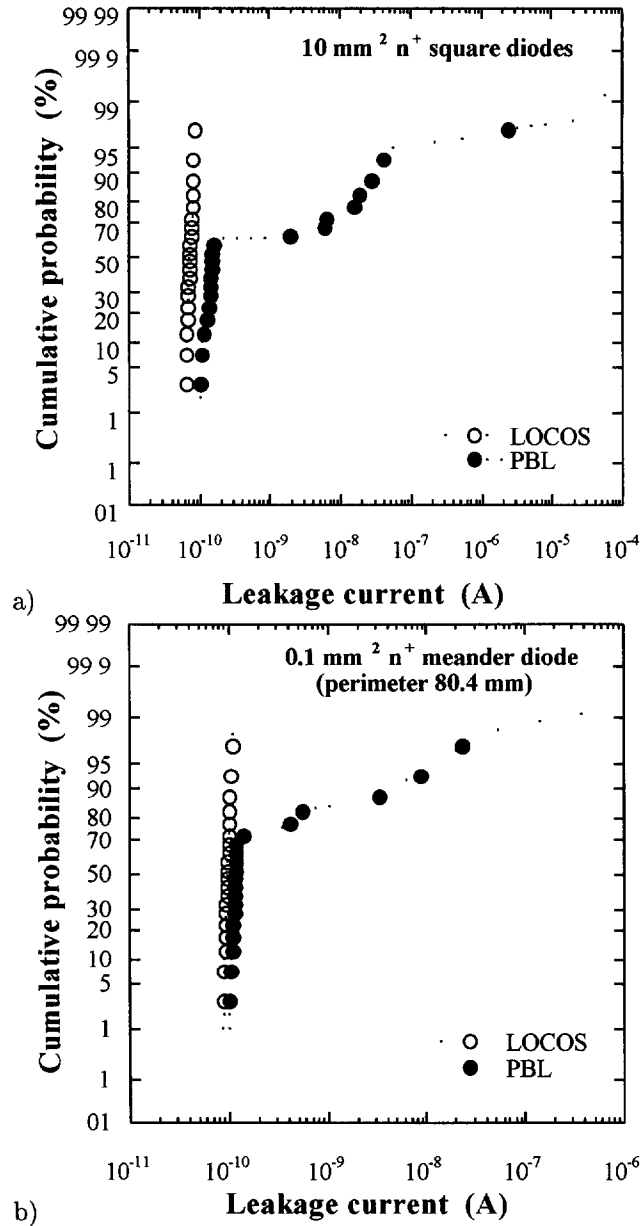 99 99
99 9
99
95
90
80
70
50
30
20
10
5
1
1
01
Cumulative probability (%)
10 mm 2 n+ square diodes
LOCOS
PBL
10-11 10-10 10-9 10-8 10-7 10-6 10-5 10-4
Leakage current (A)
a)
99 99
99 9
99
95
90
80
70
50
30
20
10
5
1
1
01
Cumulative probability (%)
0.1 mm 2 n+ meander diode
(perimeter 80.4 mm)
LOCOS
PBL
10-11 10-10 10-9 10-8 10-7 10-6
Leakage current (A)
b)